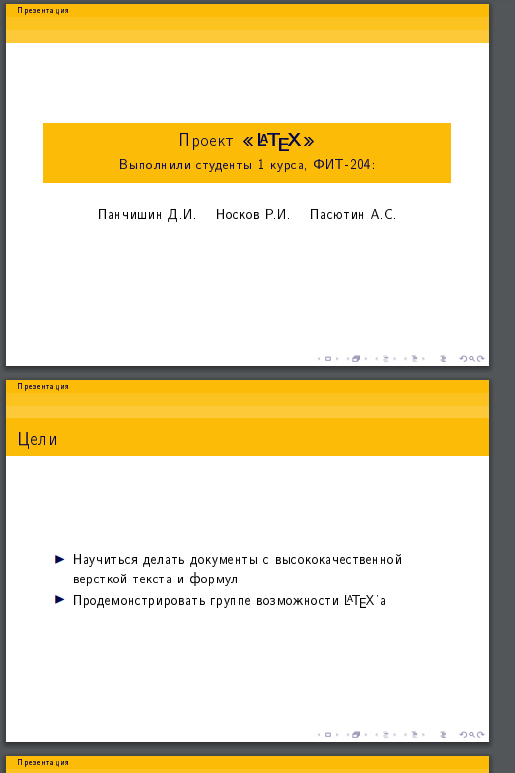 Презентация
Проект «LATEX»
Выполнили студенты 1 курса, ФИТ-204:
Панчишин Д.И. Носков Р.И. Пасютин А.С.
Презентация
Цели
Научиться делать документы с высококачественной
версткой текста и формул
Продемонстрировать группе возможности LATEX'а
Презентация